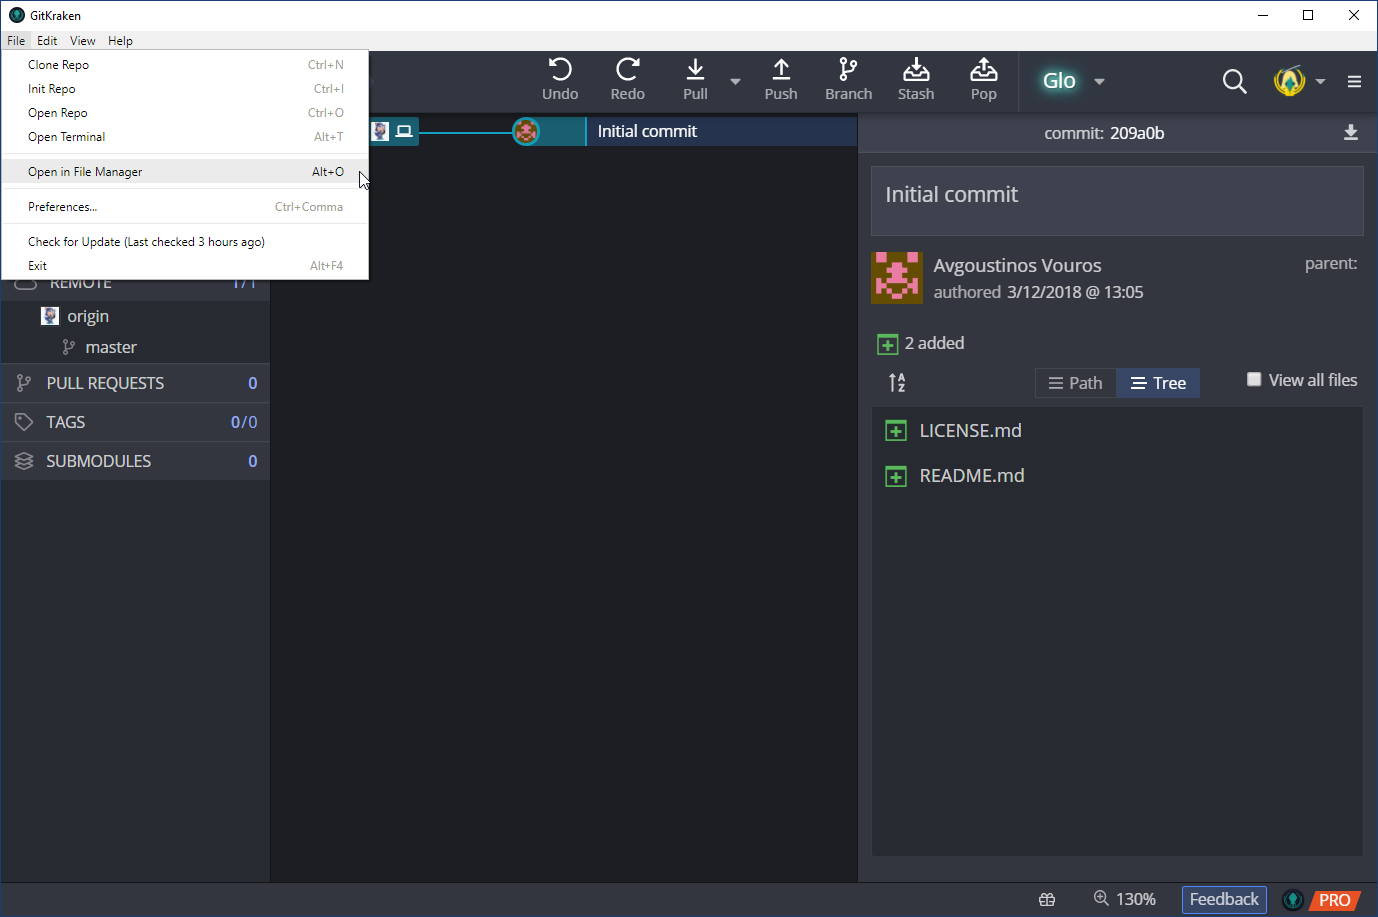 GitKraken
File Edit View Help
Clone Repo Ctrl+N
Init Repo Ctrl+I
Open Repo Ctrl+O
Open Terminal Alt+T
Open in File Manager Alt+O
Preferences... Ctrl+Comma
Check for Update (Last checked 3 hours ago)
Exit Alt+F4
Undo Redo Pull Push Branch Stash Pop
Glo
REMOTE 1/1
origin
master
PULL REQUESTS 0
TAGS 0/0
SUBMODULES 0
Initial commit
commit: 209a0b
Initial commit
Avgoustinos Vouros
parent:
authored 3/12/2018 @ 13:05
2 added
A
Z
Path Tree View all files
LICENSE.md
README.md
130% Feedback PRO